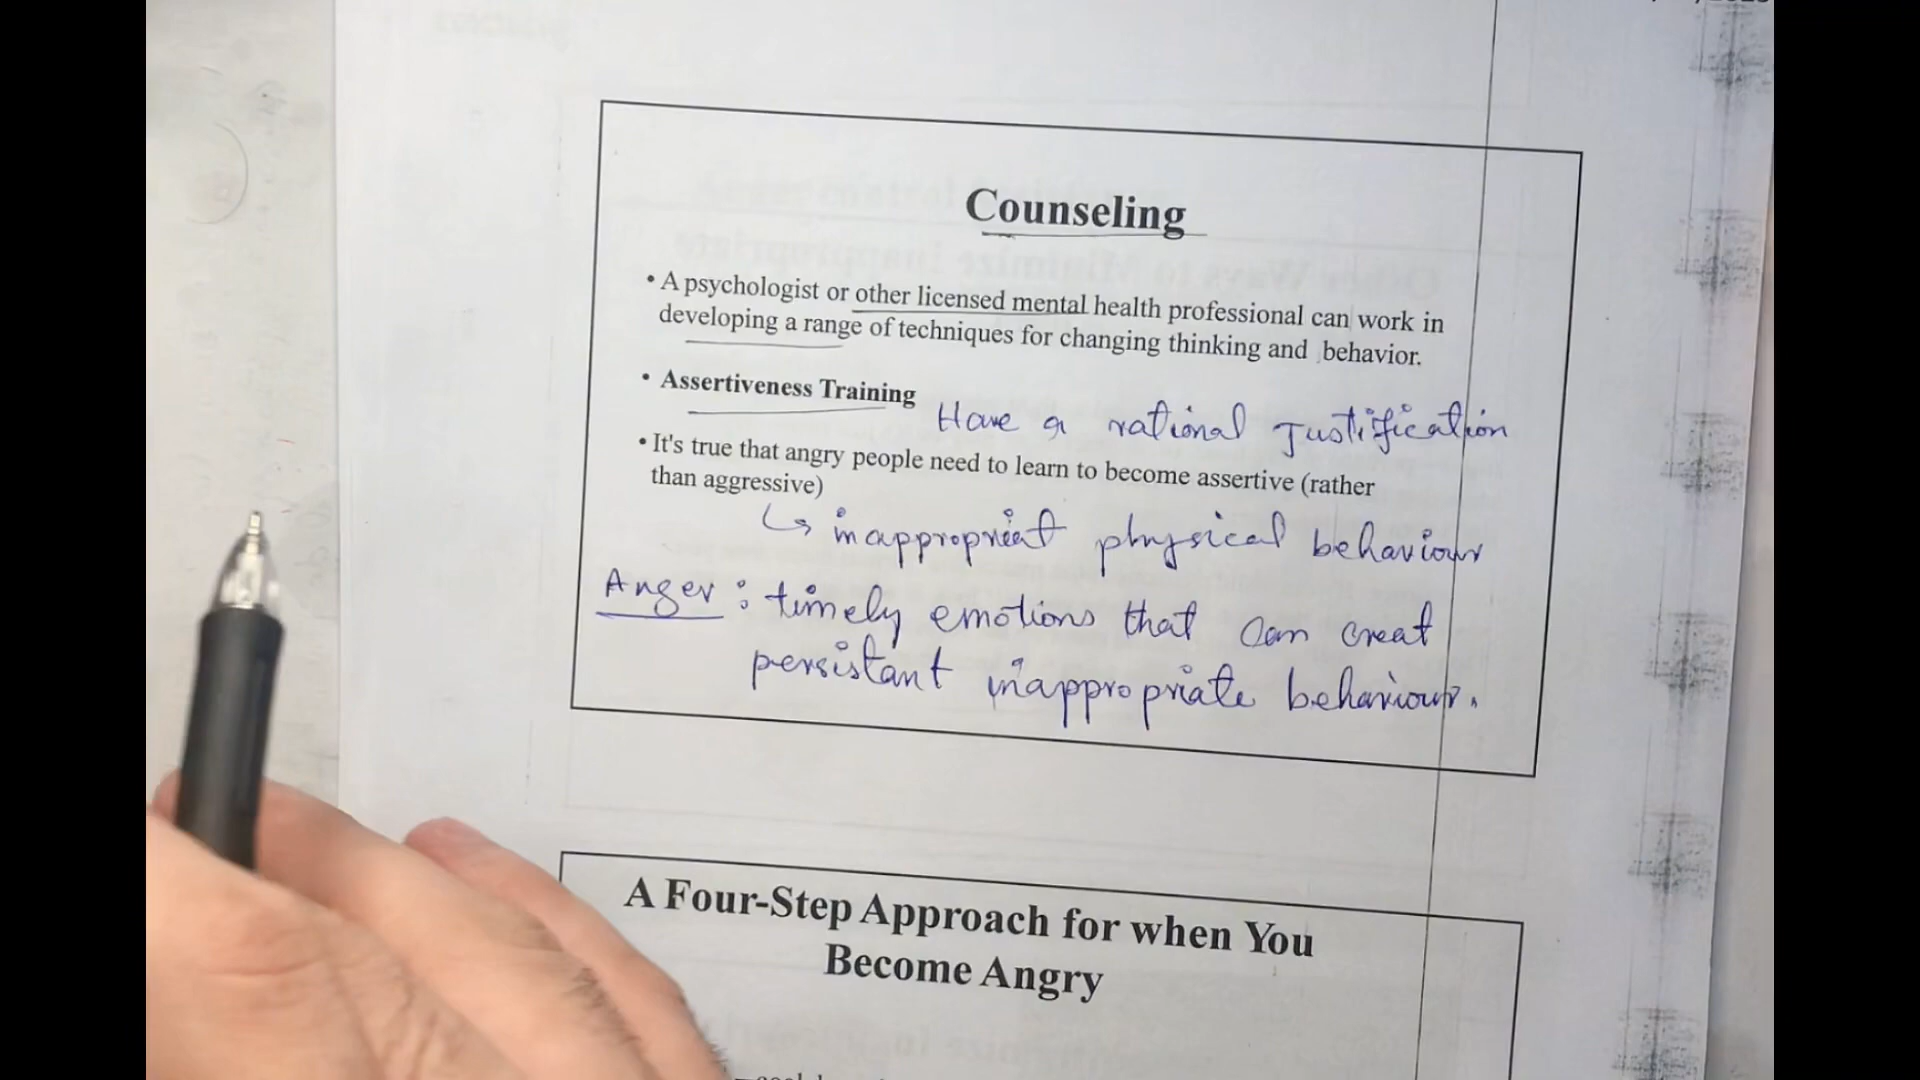 Counseling
• A psychologist or other licensed mental health professional can work in
developing a range of techniques for changing thinking and behavior.
• Assertiveness Training
Have a rational Justification
• It's true that angry people need to learn to become assertive (rather
than aggressive)
↳ inappropriat physical behaviour
Anger : timely emotions that can creat
persistant inappropriate behaviour.
A Four-Step Approach for when You
Become Angry